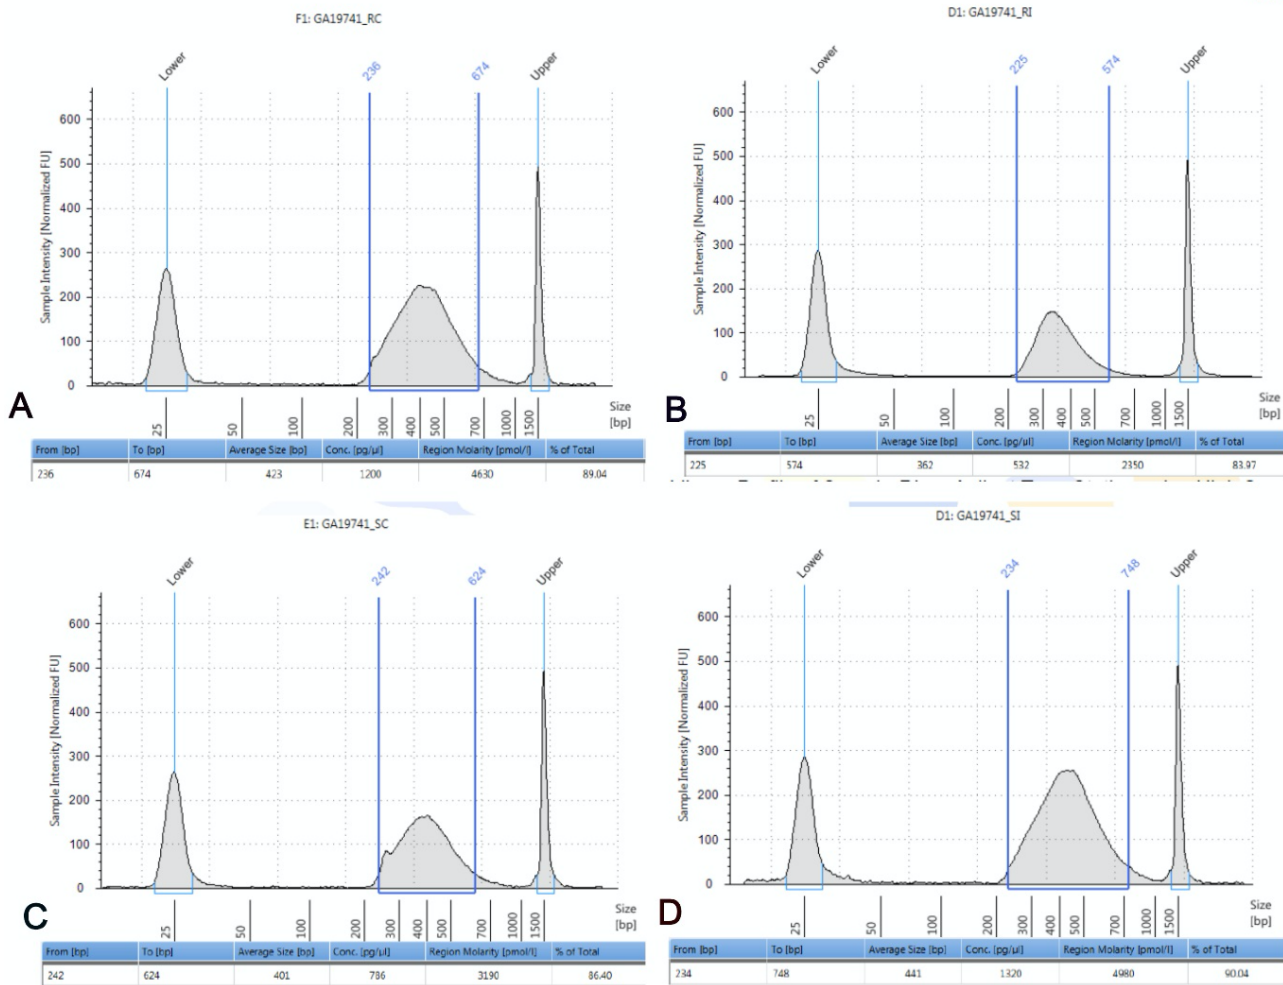 F1: GA19741_RC
Lower
236
674
Upper
Sample Intensity [Normalized FU]
600
500
400
300
200
100
0
25
50
100
200
300
400
500
700
1000
1500
Size
[bp]
A
From [bp] To [bp] Average Size [bp] Conc. [pg/µl] Region Molarity [pmol/l] % of Total
236 674 423 1200 4630 89.04
D1: GA19741_RI
Lower
225
574
Upper
Sample Intensity [Normalized FU]
600
500
400
300
200
100
0
25
50
100
200
300
400
500
700
1000
1500
Size
[bp]
B
From [bp] To [bp] Average Size [bp] Conc. [pg/µl] Region Molarity [pmol/l] % of Total
225 574 362 532 2350 83.97
E1: GA19741_SC
Lower
242
624
Upper
Sample Intensity [Normalized FU]
600
500
400
300
200
100
0
25
50
100
200
300
400
500
700
1000
1500
Size
[bp]
C
From [bp] To [bp] Average Size [bp] Conc. [pg/µl] Region Molarity [pmol/l] % of Total
242 624 401 786 3190 86.40
D1: GA19741_SI
Lower
234
748
Upper
Sample Intensity [Normalized FU]
600
500
400
300
200
100
0
25
50
100
200
300
400
500
700
1000
1500
Size
[bp]
D
From [bp] To [bp] Average Size [bp] Conc. [pg/µl] Region Molarity [pmol/l] % of Total
234 748 441 1320 4980 90.04